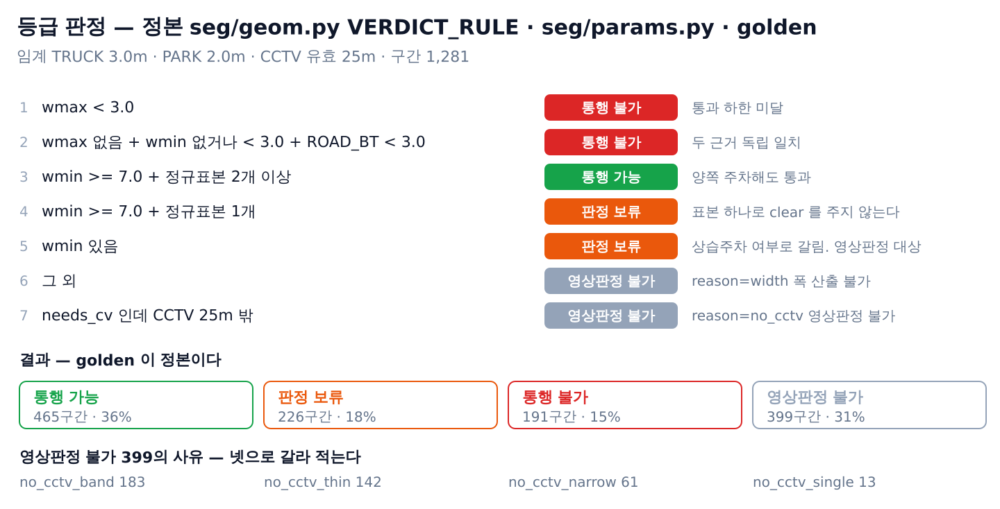 등급 판정 — 정본 seg/geom.py VERDICT_RULE · seg/params.py · golden
임계 TRUCK 3.0m · PARK 2.0m · CCTV 유효 25m · 구간 1,281
1 wmax < 3.0 통행 불가 통과 하한 미달
2 wmax 없음 + wmin 없거나 < 3.0 + ROAD_BT < 3.0 통행 불가 두 근거 독립 일치
3 wmin >= 7.0 + 정규표본 2개 이상 통행 가능 양쪽 주차해도 통과
4 wmin >= 7.0 + 정규표본 1개 판정 보류 표본 하나로 clear 를 주지 않는다
5 wmin 있음 판정 보류 상습주차 여부로 갈림. 영상판정 대상
6 그 외 영상판정 불가 reason=width 폭 산출 불가
7 needs_cv 인데 CCTV 25m 밖 영상판정 불가 reason=no_cctv 영상판정 불가
결과 — golden 이 정본이다
통행 가능 판정 보류 통행 불가 영상판정 불가
465구간 · 36% 226구간 · 18% 191구간 · 15% 399구간 · 31%
영상판정 불가 399의 사유 — 넷으로 갈라 적는다
no_cctv_band 183 no_cctv_thin 142 no_cctv_narrow 61 no_cctv_single 13